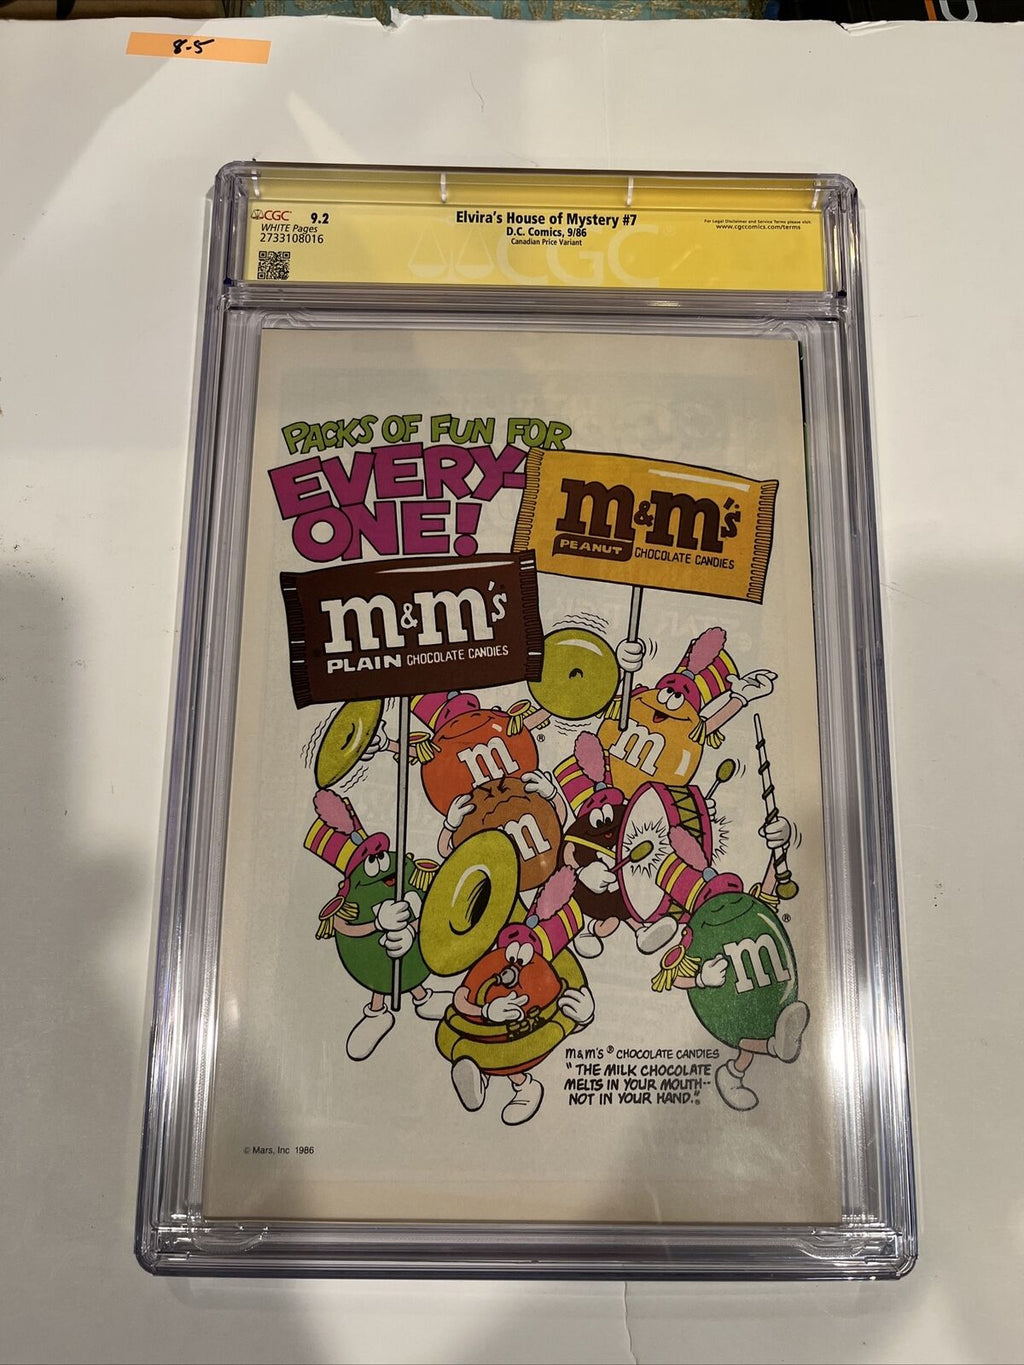 8-5
CGC 9.2
WHITE Pages
2733108016
Elvira's House of Mystery #7
D.C. Comics, 9/86
Canadian Price Variant
For Legal Disclaimer and Service Terms please visit
www.cgccomics.com/terms
CGC
PACKS OF FUN FOR
EVERY-
ONE!
m&m's
PEANUT CHOCOLATE CANDIES
m&m's
PLAIN CHOCOLATE CANDIES
m
m
m
m
m&m's® CHOCOLATE CANDIES
"THE MILK CHOCOLATE
MELTS IN YOUR MOUTH--
NOT IN YOUR HAND."®
© Mars, Inc 1986